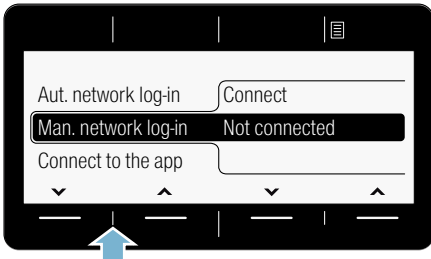 Aut. network log-in Connect
Man. network log-in Not connected
Connect to the app